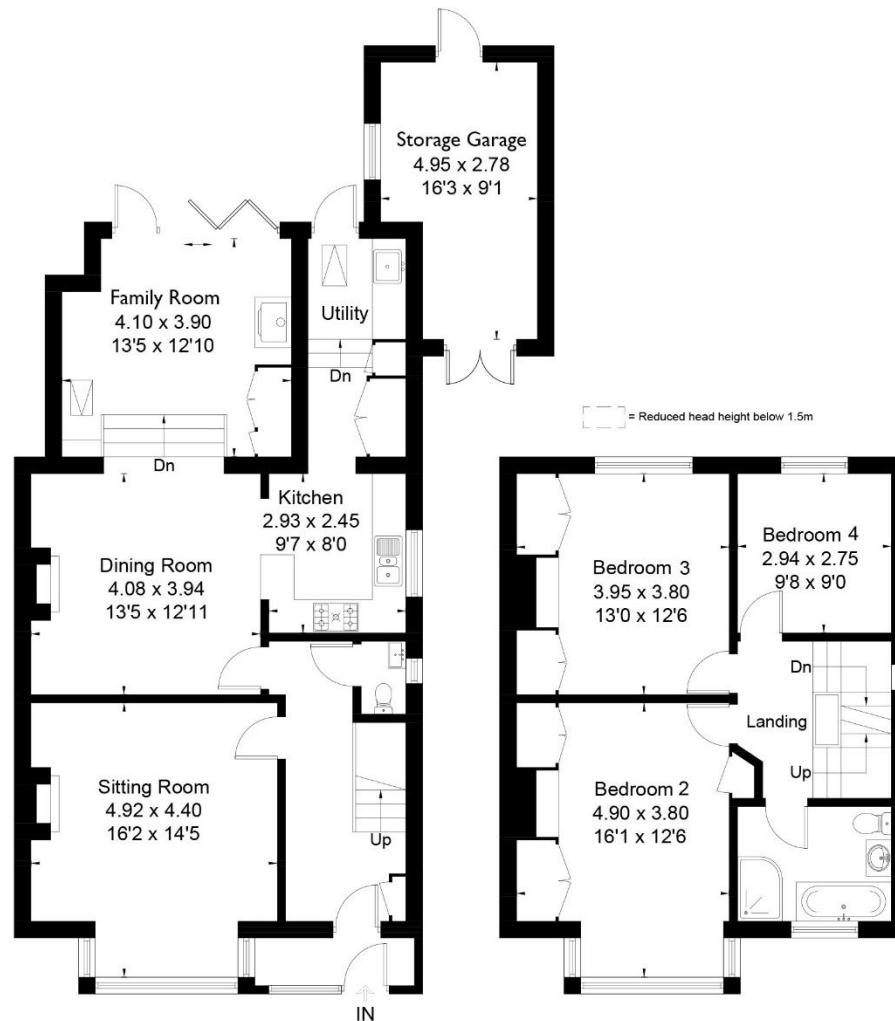 Storage Garage
4.95 x 2.78
16'3 x 9'1
Family Room
4.10 x 3.90
13'5 x 12'10
Utility
Dn
Dn
= Reduced head height below 1.5m
Kitchen
2.93 x 2.45
9'7 x 8'0
Dining Room
4.08 x 3.94
13'5 x 12'11
Sitting Room
4.92 x 4.40
16'2 x 14'5
Up
IN
Bedroom 3
3.95 x 3.80
13'0 x 12'6
Bedroom 4
2.94 x 2.75
9'8 x 9'0
Dn
Landing
Up
Bedroom 2
4.90 x 3.80
16'1 x 12'6